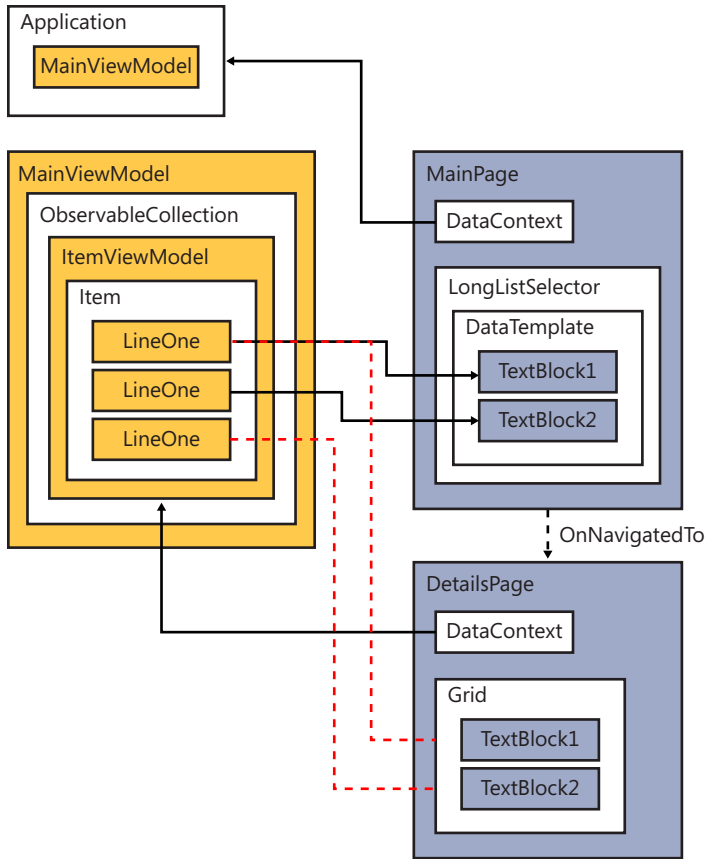 Application
MainViewModel
MainViewModel
ObservableCollection
ItemViewModel
Item
LineOne
LineOne
LineOne
MainPage
DataContext
LongListSelector
DataTemplate
TextBlock1
TextBlock2
OnNavigatedTo
DetailsPage
DataContext
Grid
TextBlock1
TextBlock2